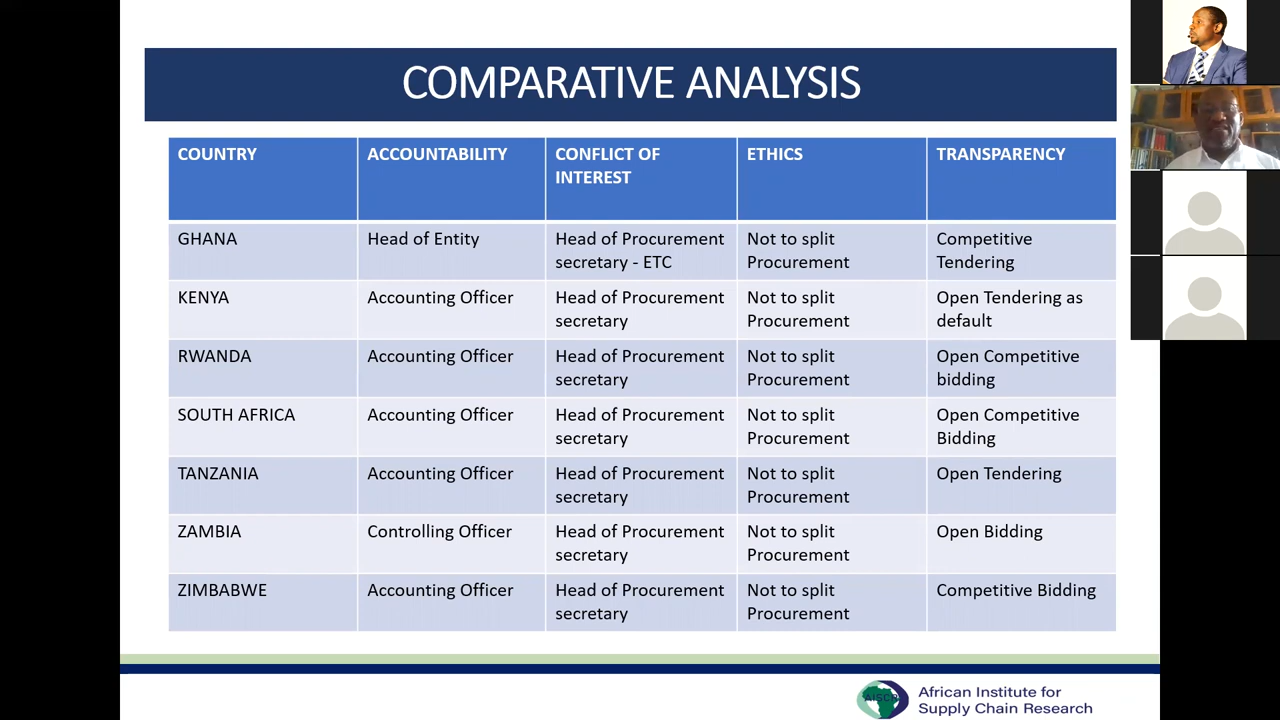 COMPARATIVE ANALYSIS
COUNTRY
ACCOUNTABILITY
CONFLICT OF
INTEREST
ETHICS
TRANSPARENCY
GHANA
Head of Entity
Head of Procurement
secretary - ETC
Not to split
Procurement
Competitive
Tendering
KENYA
Accounting Officer
Head of Procurement
secretary
Not to split
Procurement
Open Tendering as
default
RWANDA
Accounting Officer
Head of Procurement
secretary
Not to split
Procurement
Open Competitive
bidding
SOUTH AFRICA
Accounting Officer
Head of Procurement
secretary
Not to split
Procurement
Open Competitive
Bidding
TANZANIA
Accounting Officer
Head of Procurement
secretary
Not to split
Procurement
Open Tendering
ZAMBIA
Controlling Officer
Head of Procurement
secretary
Not to split
Procurement
Open Bidding
ZIMBABWE
Accounting Officer
Head of Procurement
secretary
Not to split
Procurement
Competitive Bidding
African Institute for
Supply Chain Research